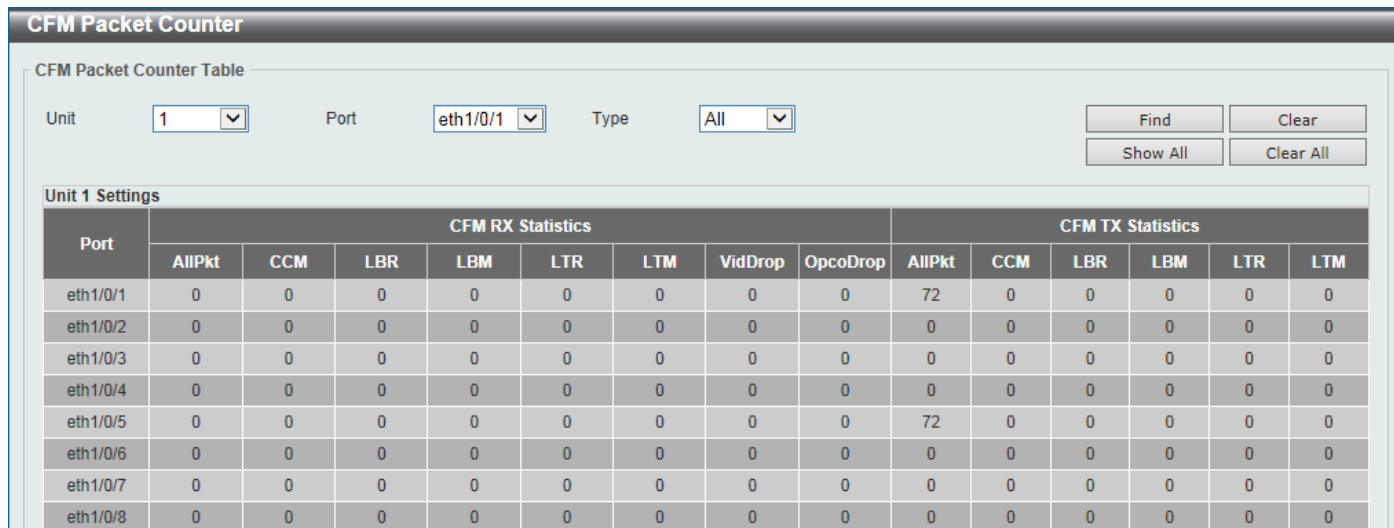 CFM Packet Counter
CFM Packet Counter Table
Unit 1 Port eth1/0/1 Type All Find Clear
Show All Clear All
Unit 1 Settings
Port CFM RX Statistics CFM TX Statistics
AllPkt CCM LBR LBM LTR LTM VidDrop OpcoDrop AllPkt CCM LBR LBM LTR LTM
eth1/0/1 0 0 0 0 0 0 0 0 72 0 0 0 0 0
eth1/0/2 0 0 0 0 0 0 0 0 0 0 0 0 0 0
eth1/0/3 0 0 0 0 0 0 0 0 0 0 0 0 0 0
eth1/0/4 0 0 0 0 0 0 0 0 0 0 0 0 0 0
eth1/0/5 0 0 0 0 0 0 0 0 72 0 0 0 0 0
eth1/0/6 0 0 0 0 0 0 0 0 0 0 0 0 0 0
eth1/0/7 0 0 0 0 0 0 0 0 0 0 0 0 0 0
eth1/0/8 0 0 0 0 0 0 0 0 0 0 0 0 0 0